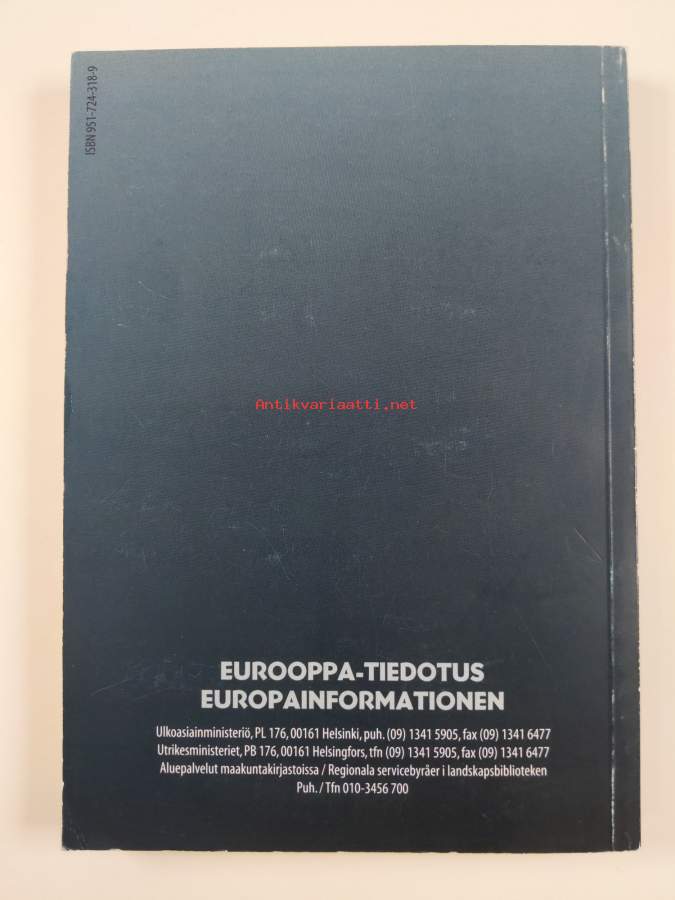 ISBN 951-724-318-9
Antikvariaatti.net
EUROOPPA-TIEDOTUS
EUROPAINFORMATIONEN
Ulkoasiainministeriö, PL 176, 00161 Helsinki, puh. (09) 1341 5905, fax (09) 1341 6477
Utrikesministeriet, PB 176, 00161 Helsingfors, tfn (09) 1341 5905, fax (09) 1341 6477
Aluepalvelut maakuntakirjastoissa / Regionala servicebyråer i landskapsbiblioteken
Puh. / Tfn 010-3456 700